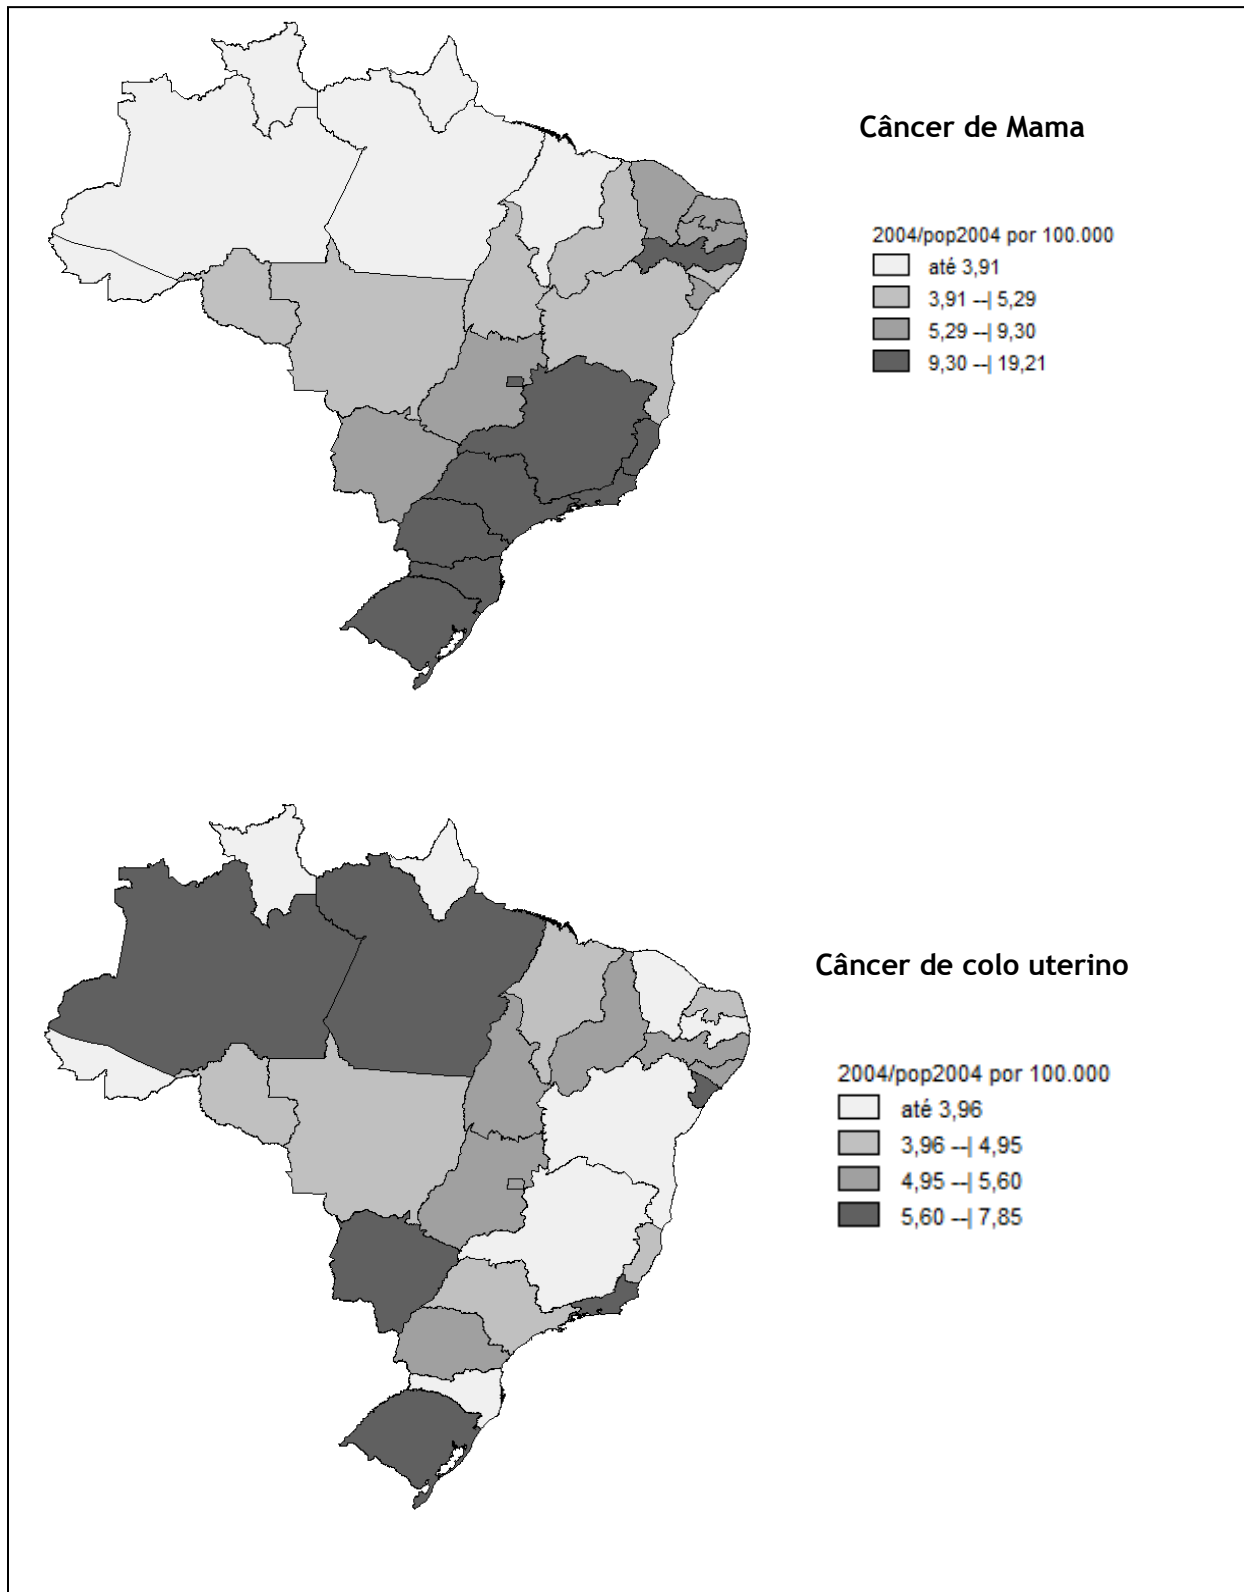 Câncer de Mama
2004/pop2004 por 100.000
até 3,91
3,91 --| 5,29
5,29 --| 9,30
9,30 --| 19,21
Câncer de colo uterino
2004/pop2004 por 100.000
até 3,96
3,96 --| 4,95
4,95 --| 5,60
5,60 --| 7,85